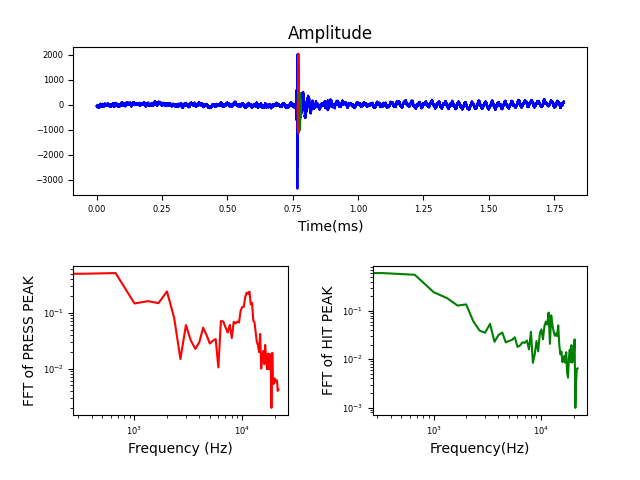 Amplitude
2000
1000
0
−1000
−2000
−3000
0.00 0.25 0.50 0.75 1.00 1.25 1.50 1.75
Time(ms)
FFT of PRESS PEAK
10⁻¹
10⁻²
10³ 10⁴
Frequency (Hz)
FFT of HIT PEAK
10⁻¹
10⁻²
10⁻³
10³ 10⁴
Frequency(Hz)